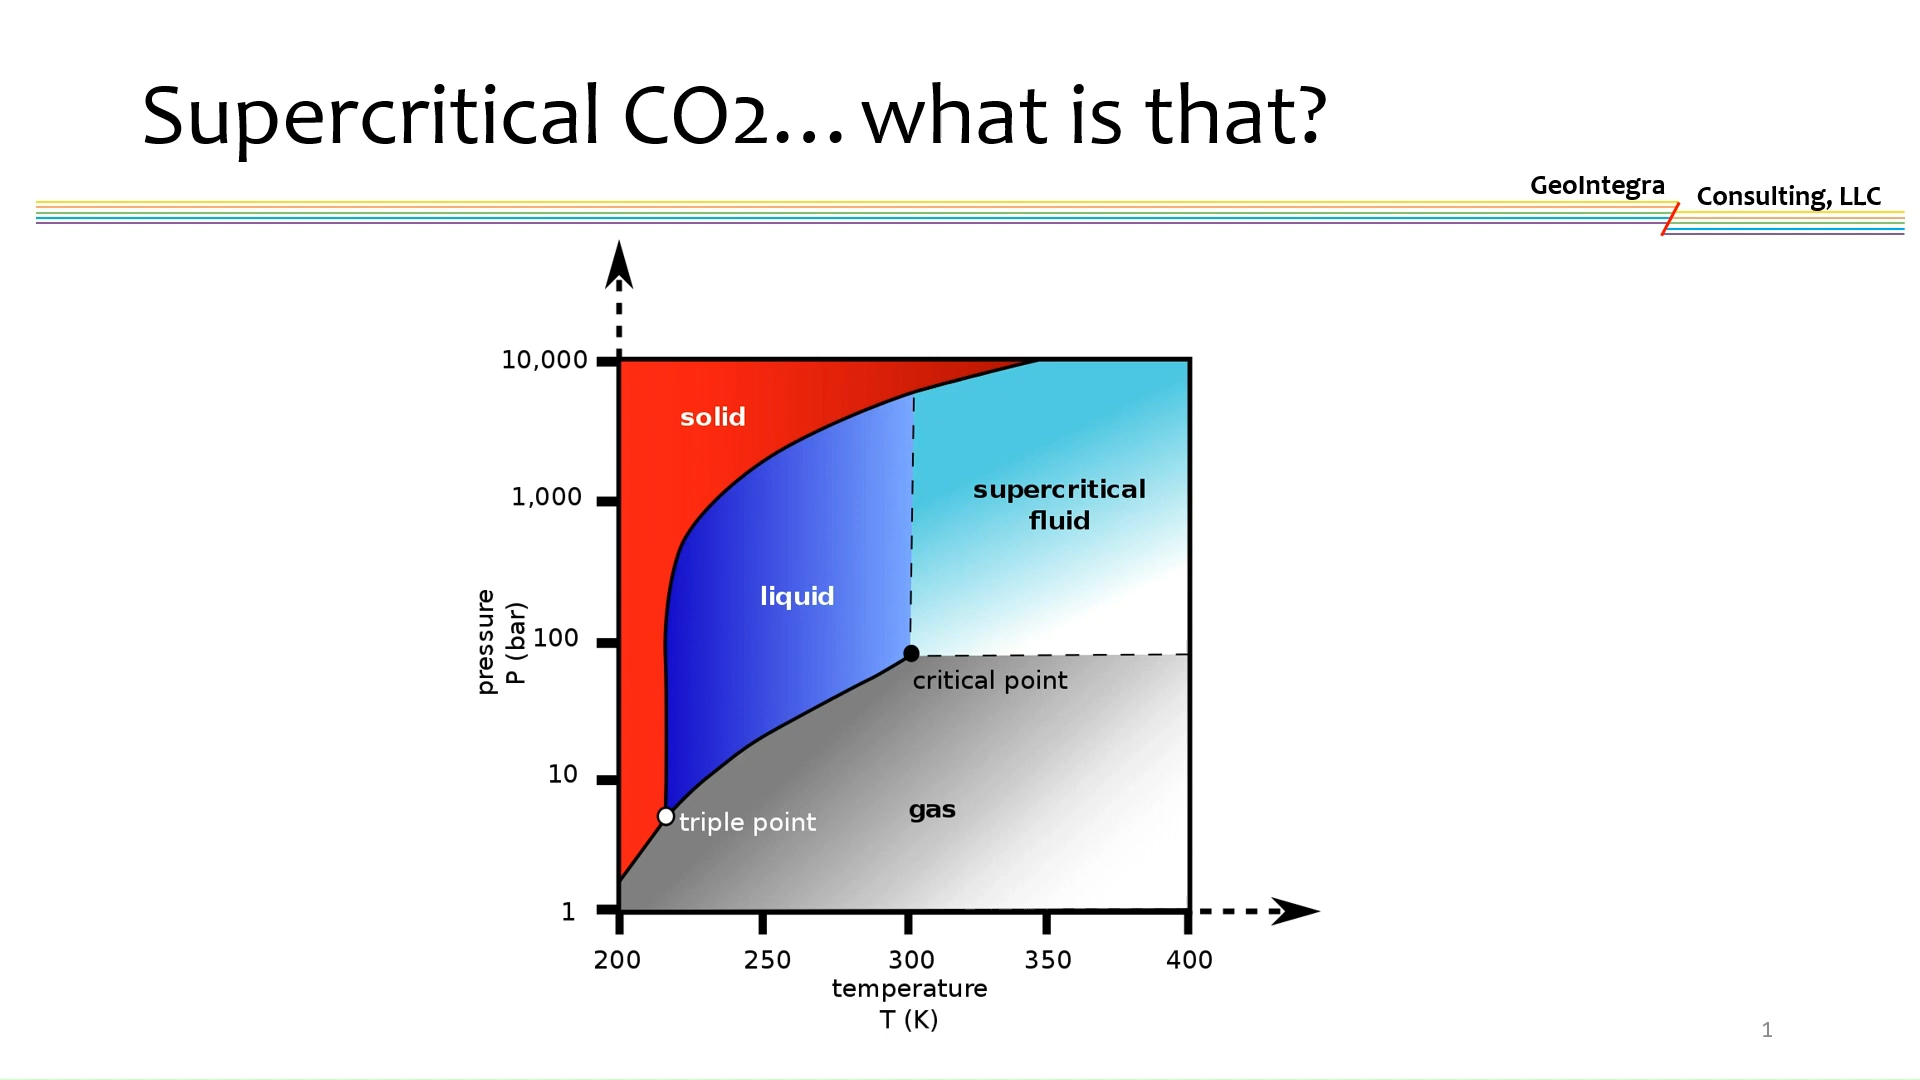 Supercritical CO2... what is that?
GeoIntegra
Consulting, LLC
10,000
solid
1,000
supercritical
fluid
liquid
pressure
P (bar)
100
critical point
10
gas
triple point
1
200 250 300 350 400
temperature
T (K)
1